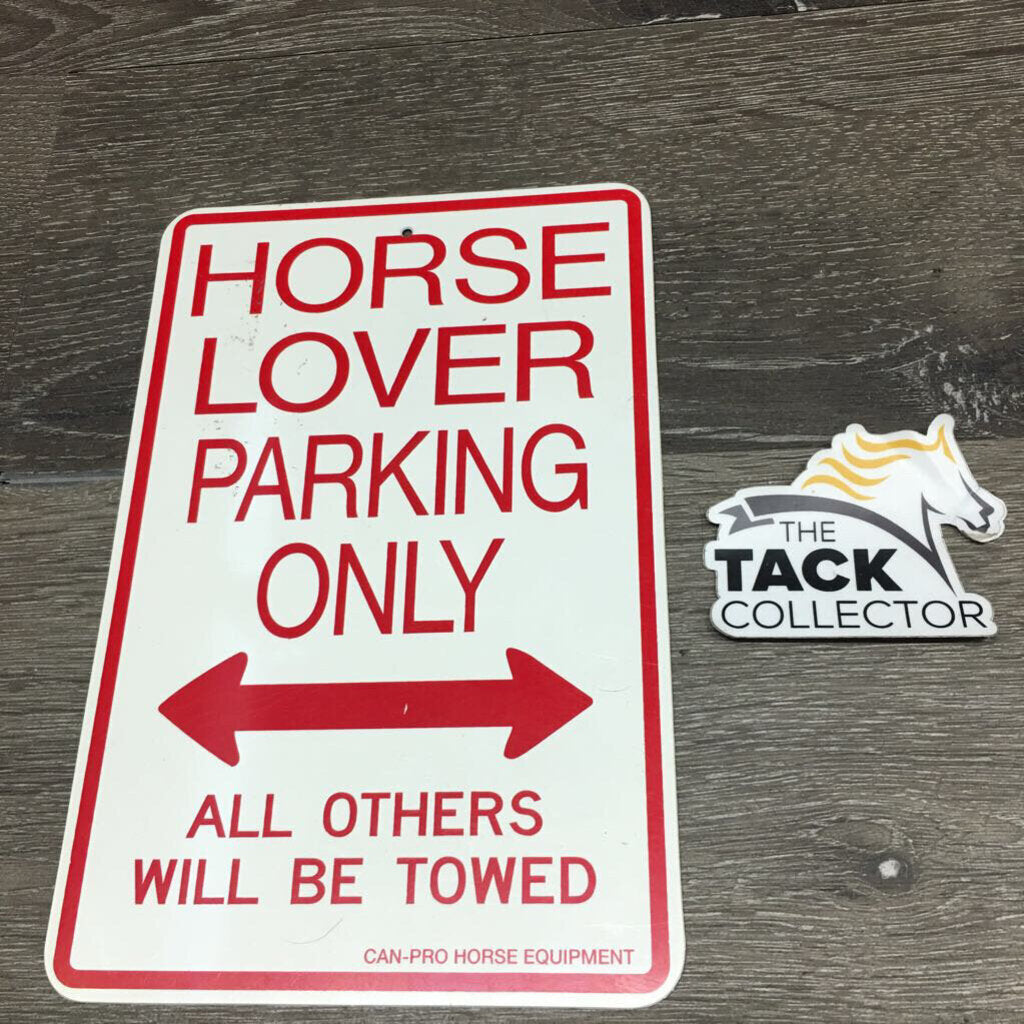 HORSE
LOVER
PARKING
ONLY
ALL OTHERS
WILL BE TOWED
CAN-PRO HORSE EQUIPMENT
THE
TACK
COLLECTOR